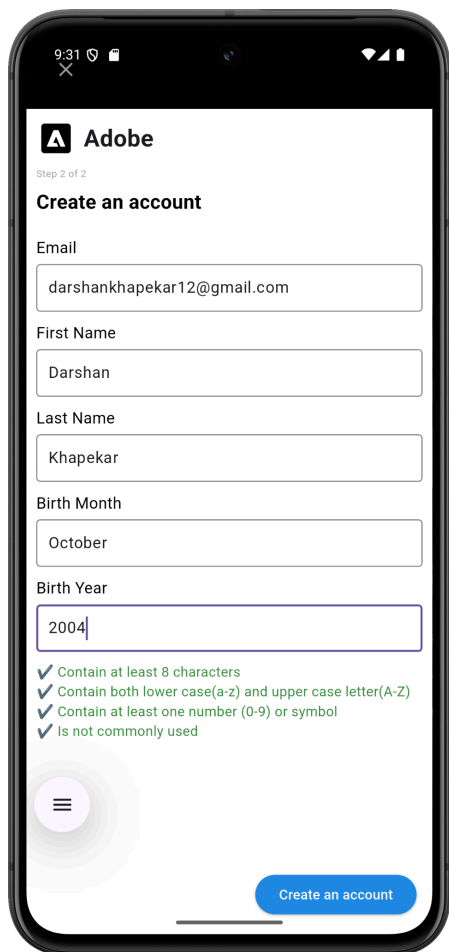 9:31
Adobe
Step 2 of 2
Create an account
Email
darshankhapekar12@gmail.com
First Name
Darshan
Last Name
Khapekar
Birth Month
October
Birth Year
2004
✔ Contain at least 8 characters
✔ Contain both lower case(a-z) and upper case letter(A-Z)
✔ Contain at least one number (0-9) or symbol
✔ Is not commonly used
Create an account